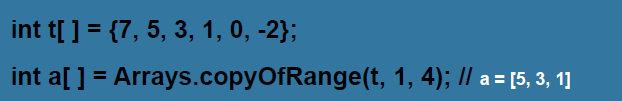 int t[ ] = {7, 5, 3, 1, 0, -2};
int a[ ] = Arrays.copyOfRange(t, 1, 4); // a = [5, 3, 1]